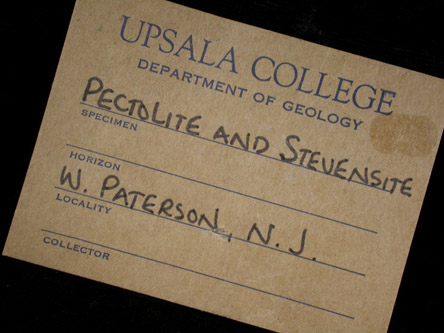 UPSALA COLLEGE
DEPARTMENT OF GEOLOGY
PECTOLITE AND STEVENSITE
SPECIMEN
HORIZON
W. PATERSON, N.J.
LOCALITY
COLLECTOR